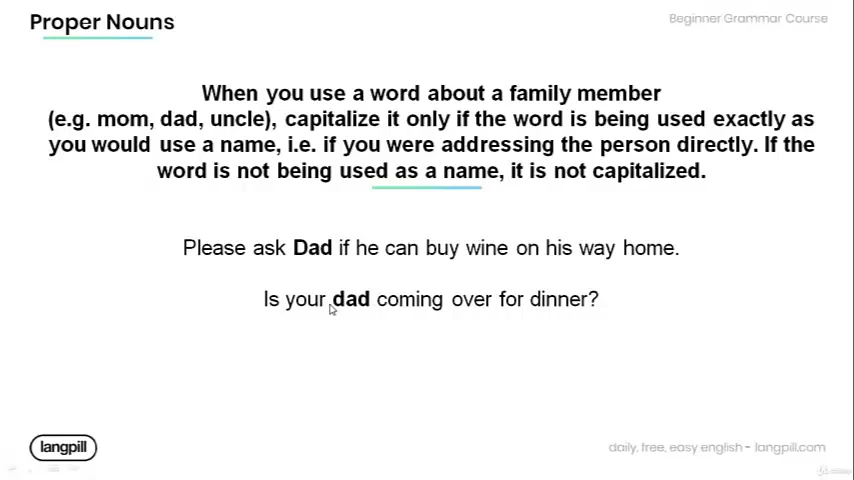 Proper Nouns
Beginner Grammar Course
When you use a word about a family member
(e.g. mom, dad, uncle), capitalize it only if the word is being used exactly as
you would use a name, i.e. if you were addressing the person directly. If the
word is not being used as a name, it is not capitalized.
Please ask Dad if he can buy wine on his way home.
Is your dad coming over for dinner?
langpill
daily, free, easy english - langpill.com